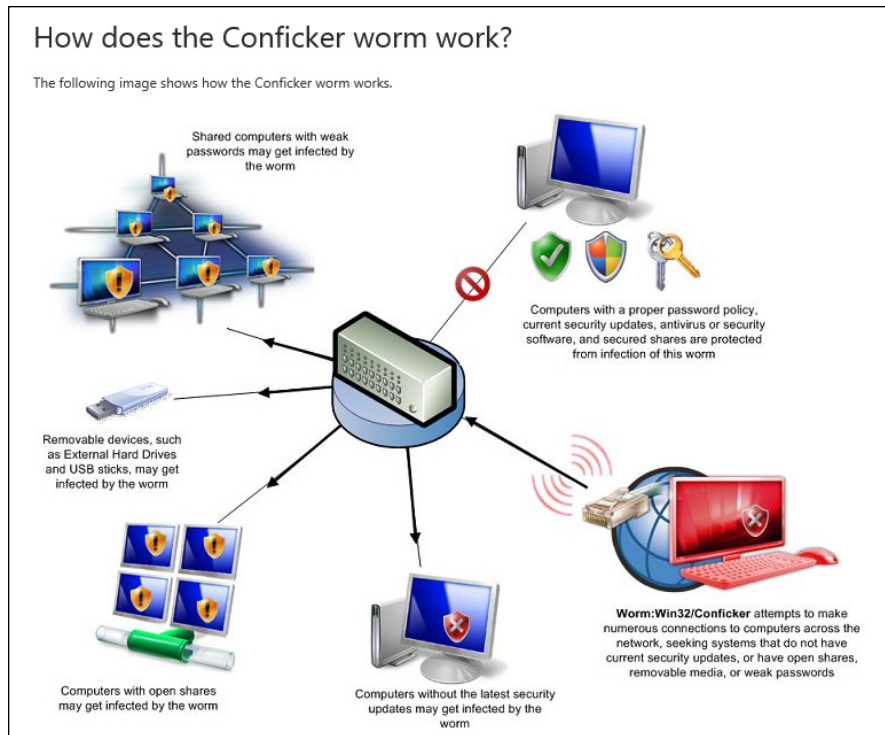 How does the Conficker worm work?
The following image shows how the Conficker worm works.
Shared computers with weak
passwords may get infected by
the worm
Computers with a proper password policy,
current security updates, antivirus or security
software, and secured shares are protected
from infection of this worm
Removable devices, such
as External Hard Drives
and USB sticks, may get
infected by the worm
Worm:Win32/Conficker attempts to make
numerous connections to computers across the
network, seeking systems that do not have
current security updates, or have open shares,
removable media, or weak passwords
Computers with open shares
may get infected by the worm
Computers without the latest security
updates may get infected by the
worm